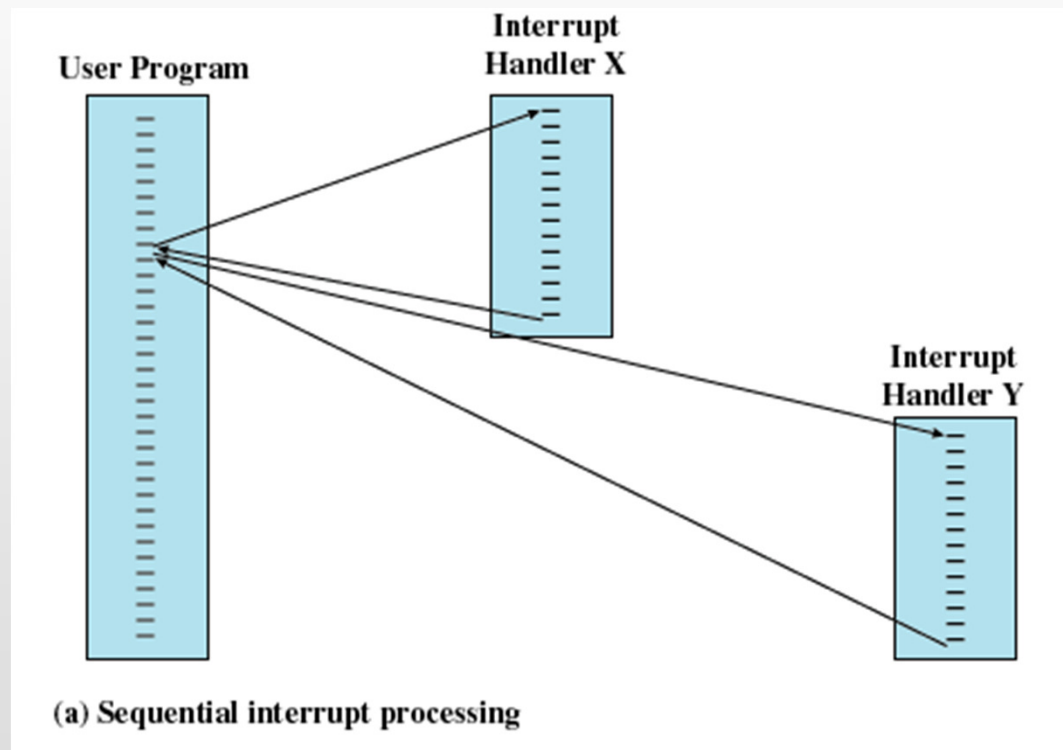 Interrupt
Handler X
User Program
Interrupt
Handler Y
(a) Sequential interrupt processing